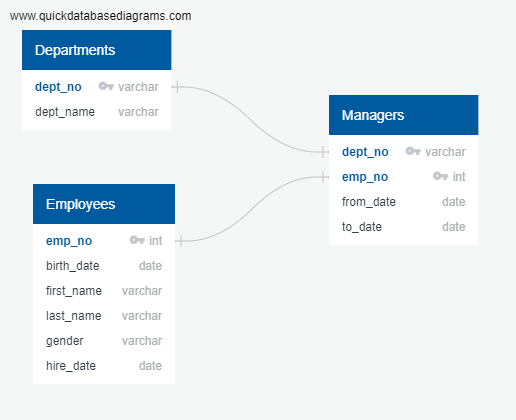 www.quickdatabasediagrams.com
Departments
dept_no varchar
dept_name varchar
Managers
dept_no varchar
emp_no int
from_date date
to_date date
Employees
emp_no int
birth_date date
first_name varchar
last_name varchar
gender varchar
hire_date date